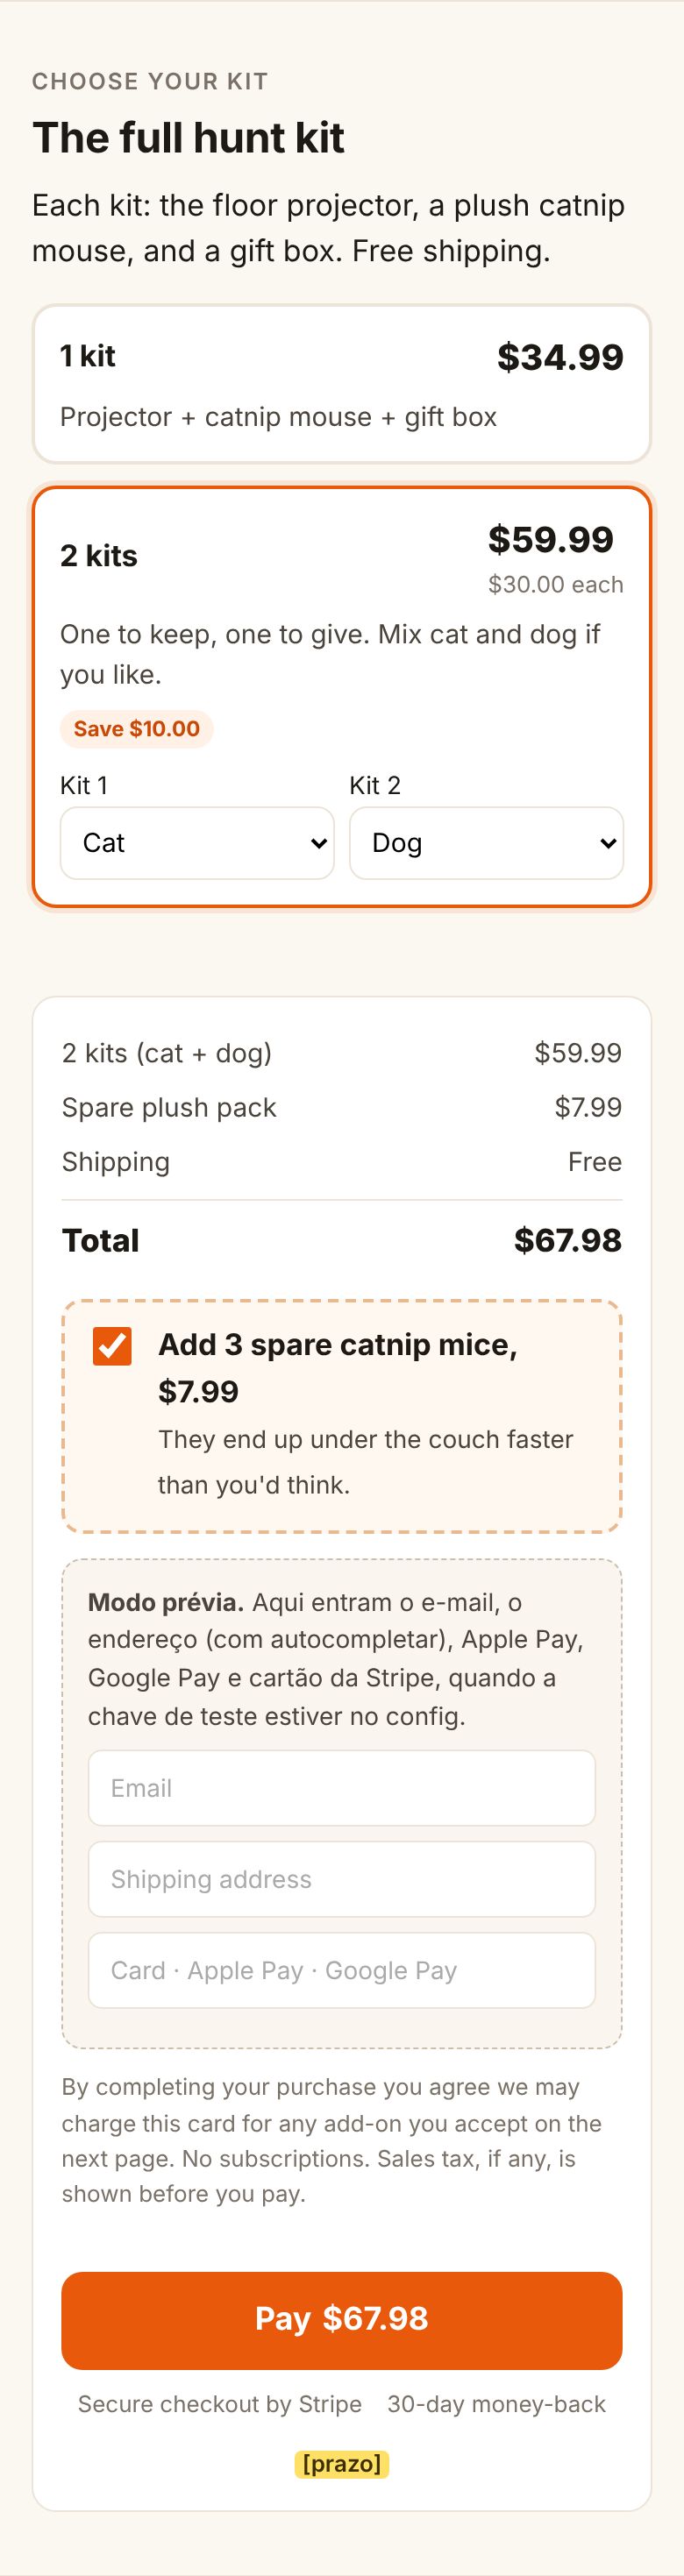 CHOOSE YOUR KIT
The full hunt kit
Each kit: the floor projector, a plush catnip
mouse, and a gift box. Free shipping.
1 kit
$34.99
Projector + catnip mouse + gift box
2 kits
$59.99
$30.00 each
One to keep, one to give. Mix cat and dog if
you like.
Save $10.00
Kit 1
Kit 2
Cat
Dog
2 kits (cat + dog)
$59.99
Spare plush pack
$7.99
Shipping
Free
Total
$67.98
Add 3 spare catnip mice,
$7.99
They end up under the couch faster
than you'd think.
Modo prévia. Aqui entram o e-mail, o
endereço (com autocompletar), Apple Pay,
Google Pay e cartão da Stripe, quando a
chave de teste estiver no config.
Email
Shipping address
Card · Apple Pay · Google Pay
By completing your purchase you agree we may
charge this card for any add-on you accept on the
next page. No subscriptions. Sales tax, if any, is
shown before you pay.
Pay $67.98
Secure checkout by Stripe
30-day money-back
[prazo]